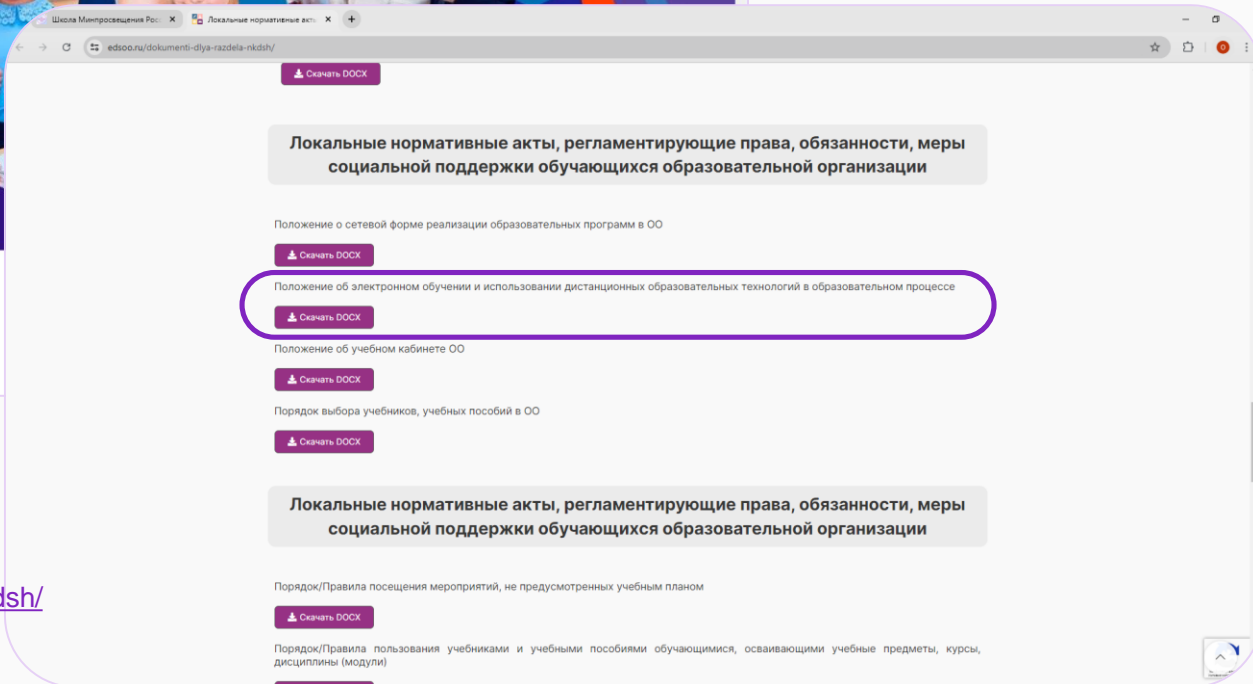 Школа Минпросвещения Рос
Локальные нормативные акты
edsoo.ru/dokumenti-dlya-razdela-nkdsh/
Скачать DOCX
Локальные нормативные акты, регламентирующие права, обязанности, меры
социальной поддержки обучающихся образовательной организации
Положение о сетевой форме реализации образовательных программ в ОО
Скачать DOCX
Положение об электронном обучении и использовании дистанционных образовательных технологий в образовательном процессе
Скачать DOCX
Положение об учебном кабинете ОО
Скачать DOCX
Порядок выбора учебников, учебных пособий в ОО
Скачать DOCX
Локальные нормативные акты, регламентирующие права, обязанности, меры
социальной поддержки обучающихся образовательной организации
Порядок/Правила посещения мероприятий, не предусмотренных учебным планом
dsh/
Скачать DOCX
Порядок/Правила пользования учебниками и учебными пособиями обучающимися, осваивающими учебные предметы, курсы,
дисциплины (модули)